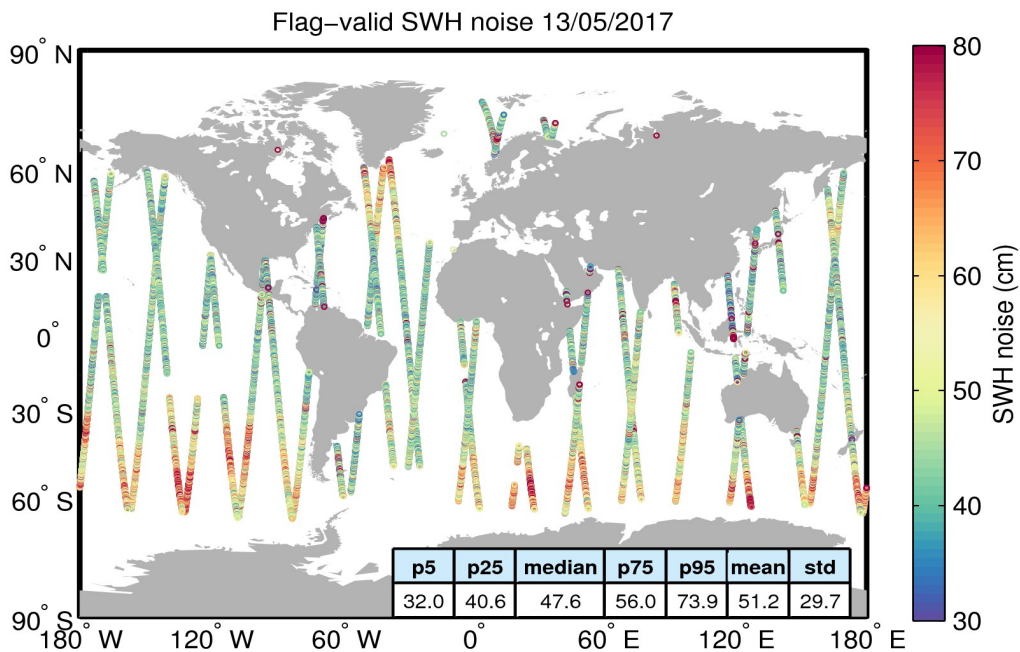 Flag−valid SWH noise 13/05/2017
90° N
60° N
30° N
0°
30° S
60° S
90° S
180° W
120° W
60° W
0°
60° E
120° E
180° E
p5 p25 median p75 p95 mean std
32.0 40.6 47.6 56.0 73.9 51.2 29.7
80
70
60
50
40
30
SWH noise (cm)